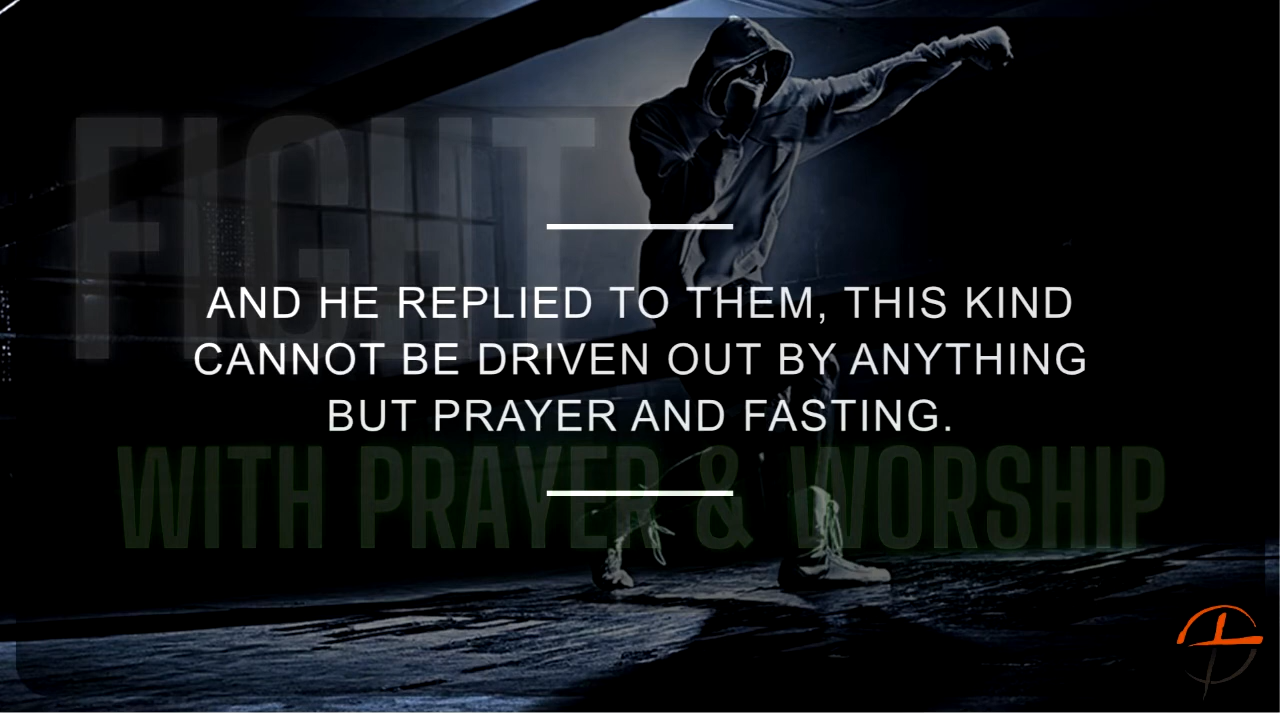 FIGHT
AND HE REPLIED TO THEM, THIS KIND
CANNOT BE DRIVEN OUT BY ANYTHING
BUT PRAYER AND FASTING.
WITH PRAYER & WORSHIP